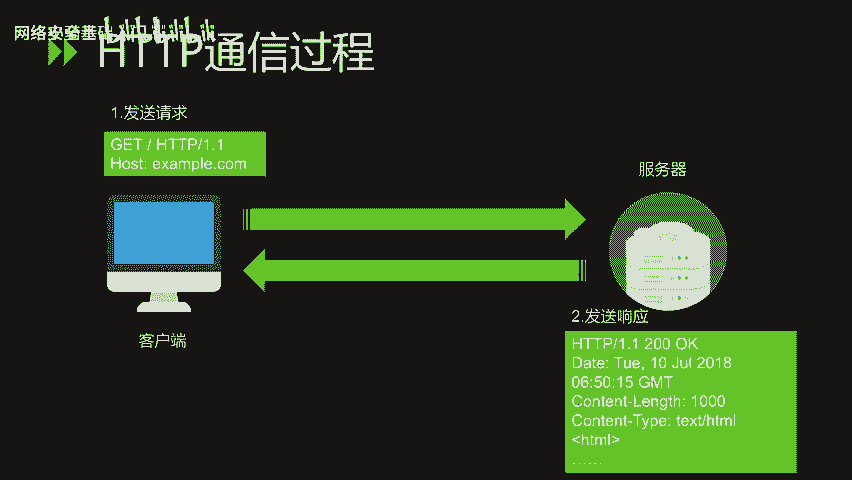 网络安全基础入门
HTTP通信过程
1.发送请求
GET / HTTP/1.1
Host: example.com
服务器
客户端
2.发送响应
HTTP/1.1 200 OK
Date: Tue, 10 Jul 2018
06:50:15 GMT
Content-Length: 1000
Content-Type: text/html
<html>
......